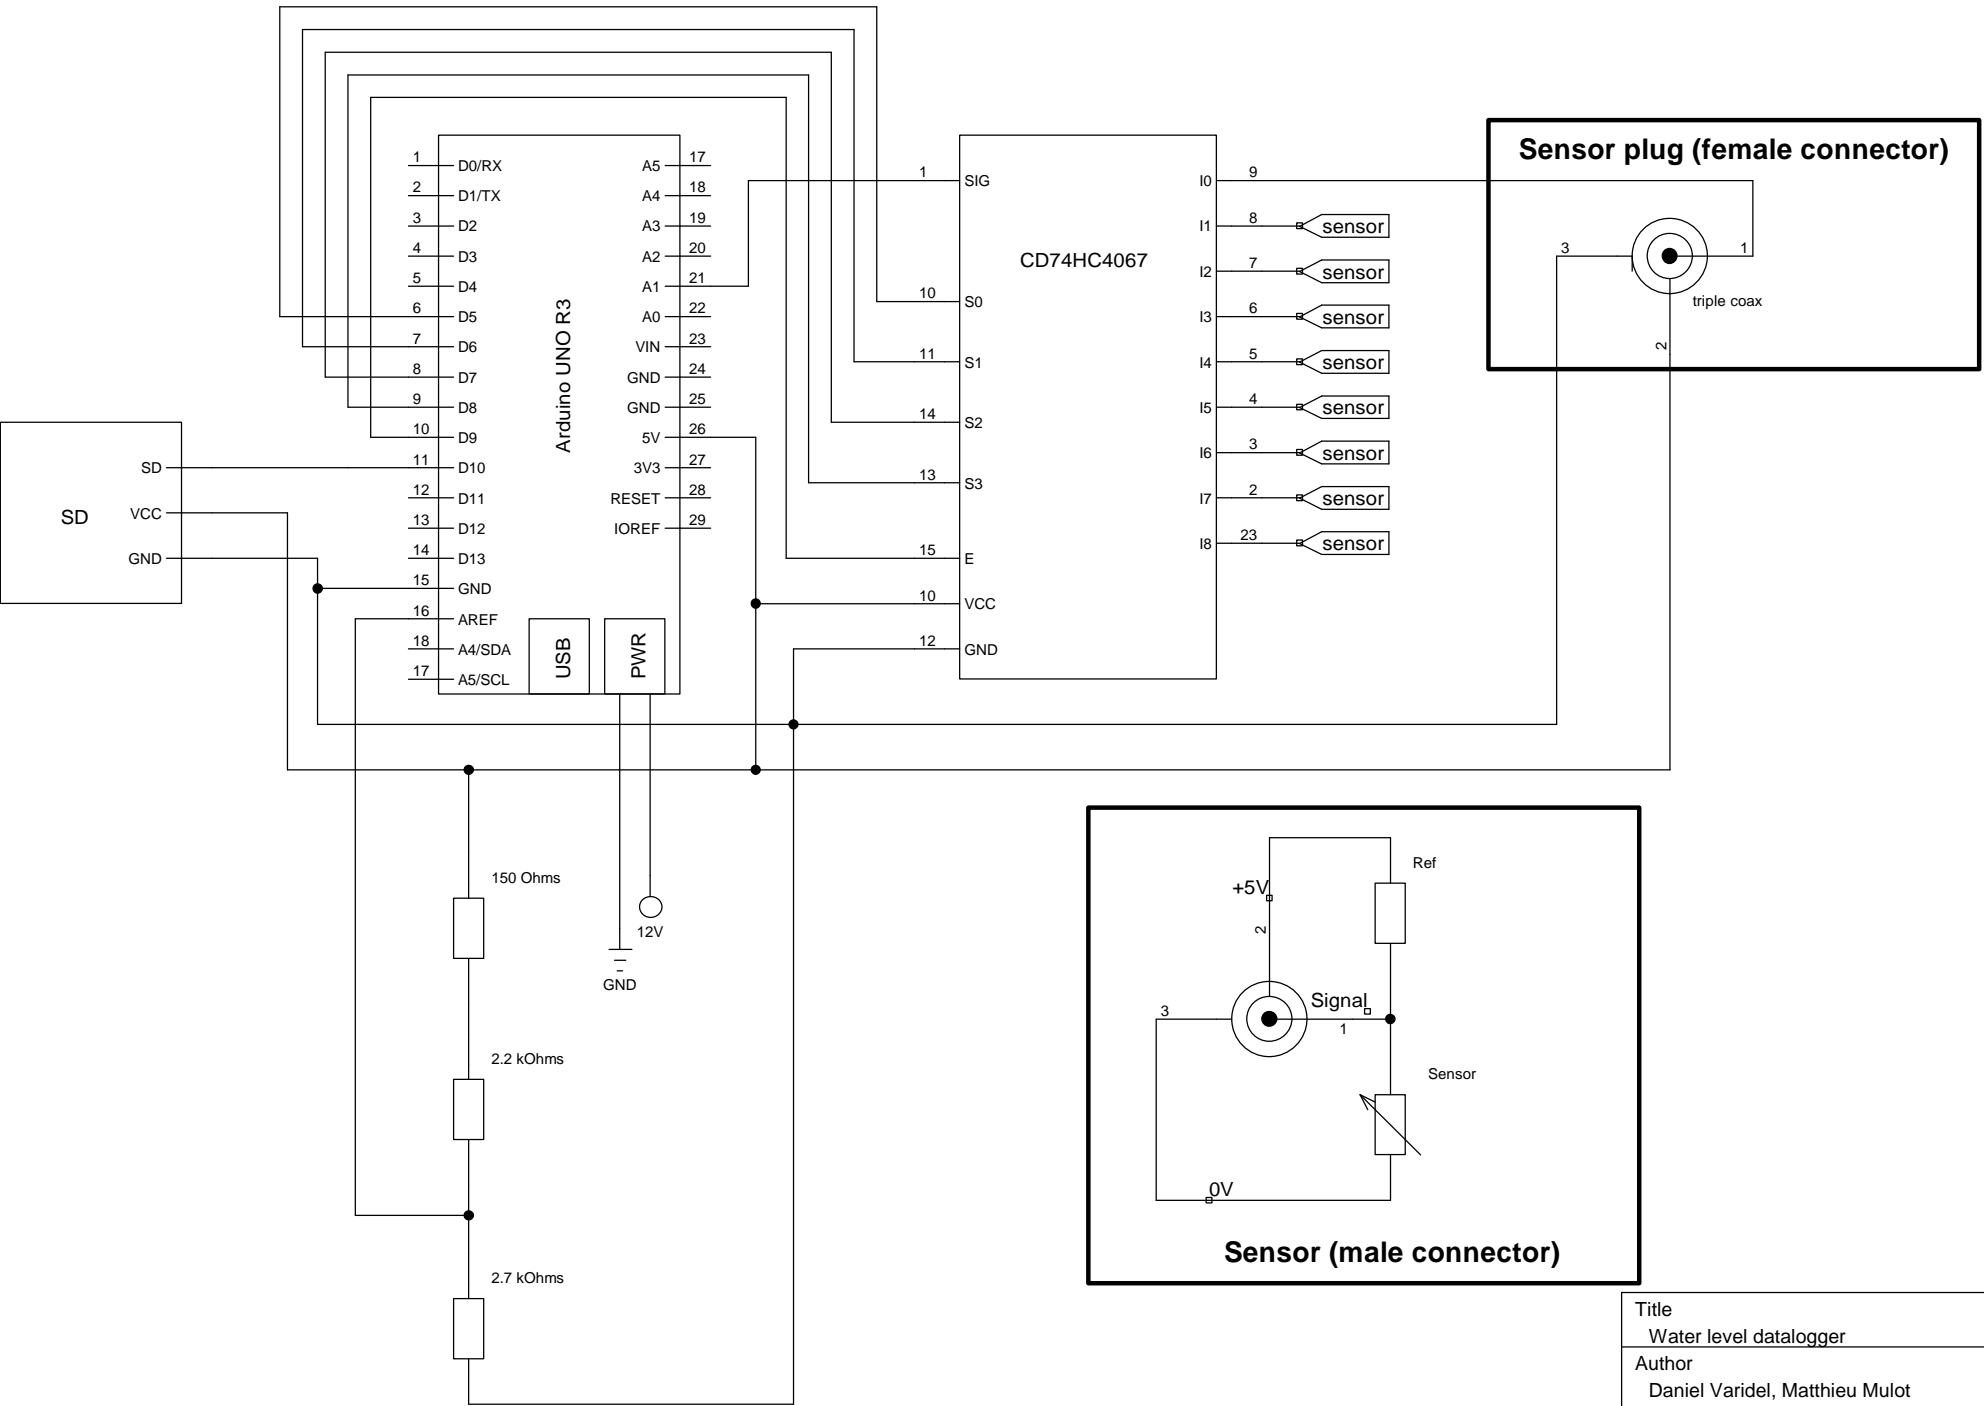 Sensor plug (female connector)
1 D0/RX
2 D1/TX
3 D2
4 D3
5 D4
6 D5
7 D6
8 D7
9 D8
10 D9
11 D10
12 D11
13 D12
14 D13
15 GND
16 AREF
18 A4/SDA
17 A5/SCL
Arduino UNO R3
A5 17
A4 18
A3 19
A2 20
A1 21
A0 22
VIN 23
GND 24
GND 25
5V 26
3V3 27
RESET 28
IOREF 29
USB
PWR
1 SIG
10 S0
11 S1
14 S2
13 S3
15 E
10 VCC
12 GND
CD74HC4067
I0 9
I1 8 sensor
I2 7 sensor
I3 6 sensor
I4 5 sensor
I5 4 sensor
I6 3 sensor
I7 2 sensor
I8 23 sensor
3
1
triple coax
2
SD
SD
VCC
GND
150 Ohms
2.2 kOhms
2.7 kOhms
12V
GND
Ref
+5V
2
Signal
3
1
Sensor
0V
Sensor (male connector)
Title
Water level datalogger
Author
Daniel Varidel, Matthieu Mulot